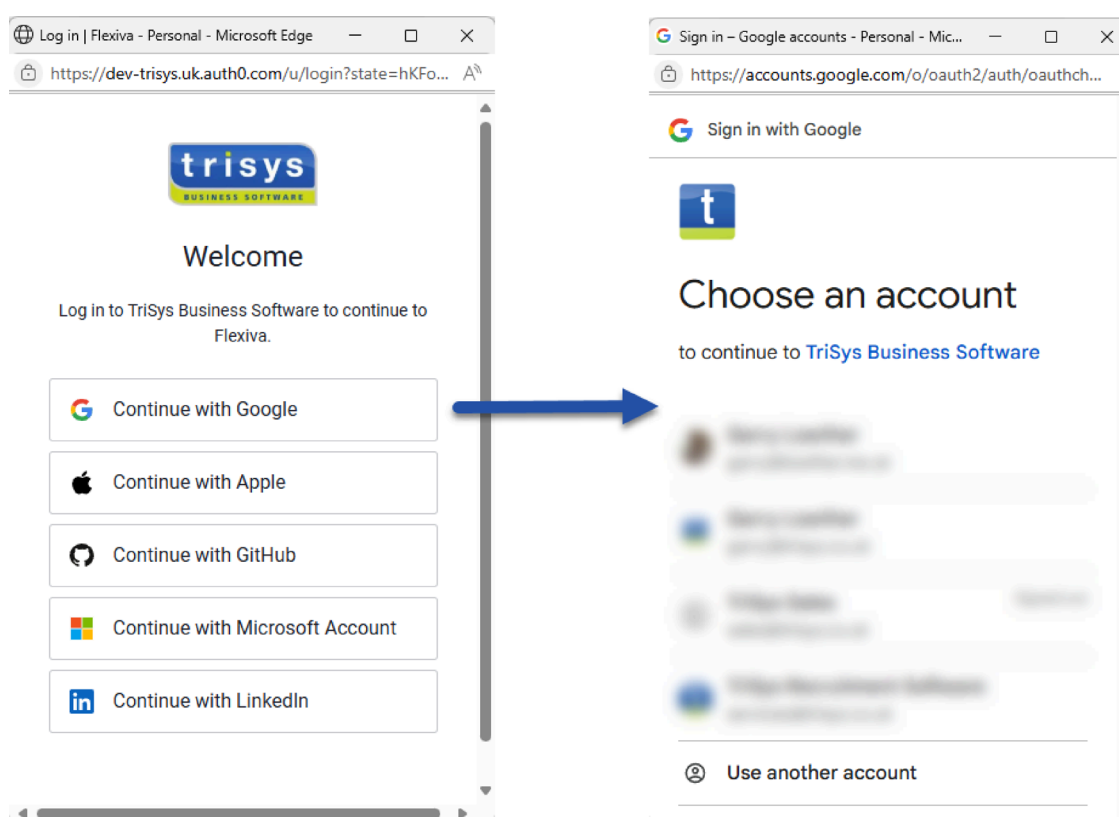 Log in | Flexiva - Personal - Microsoft Edge
https://dev-trisys.uk.auth0.com/u/login?state=hKFo...
trisys
BUSINESS SOFTWARE
Welcome
Log in to TriSys Business Software to continue to
Flexiva.
Continue with Google
Continue with Apple
Continue with GitHub
Continue with Microsoft Account
Continue with LinkedIn
Sign in – Google accounts - Personal - Mic...
https://accounts.google.com/o/oauth2/auth/oauthch...
Sign in with Google
t
Choose an account
to continue to TriSys Business Software
Use another account